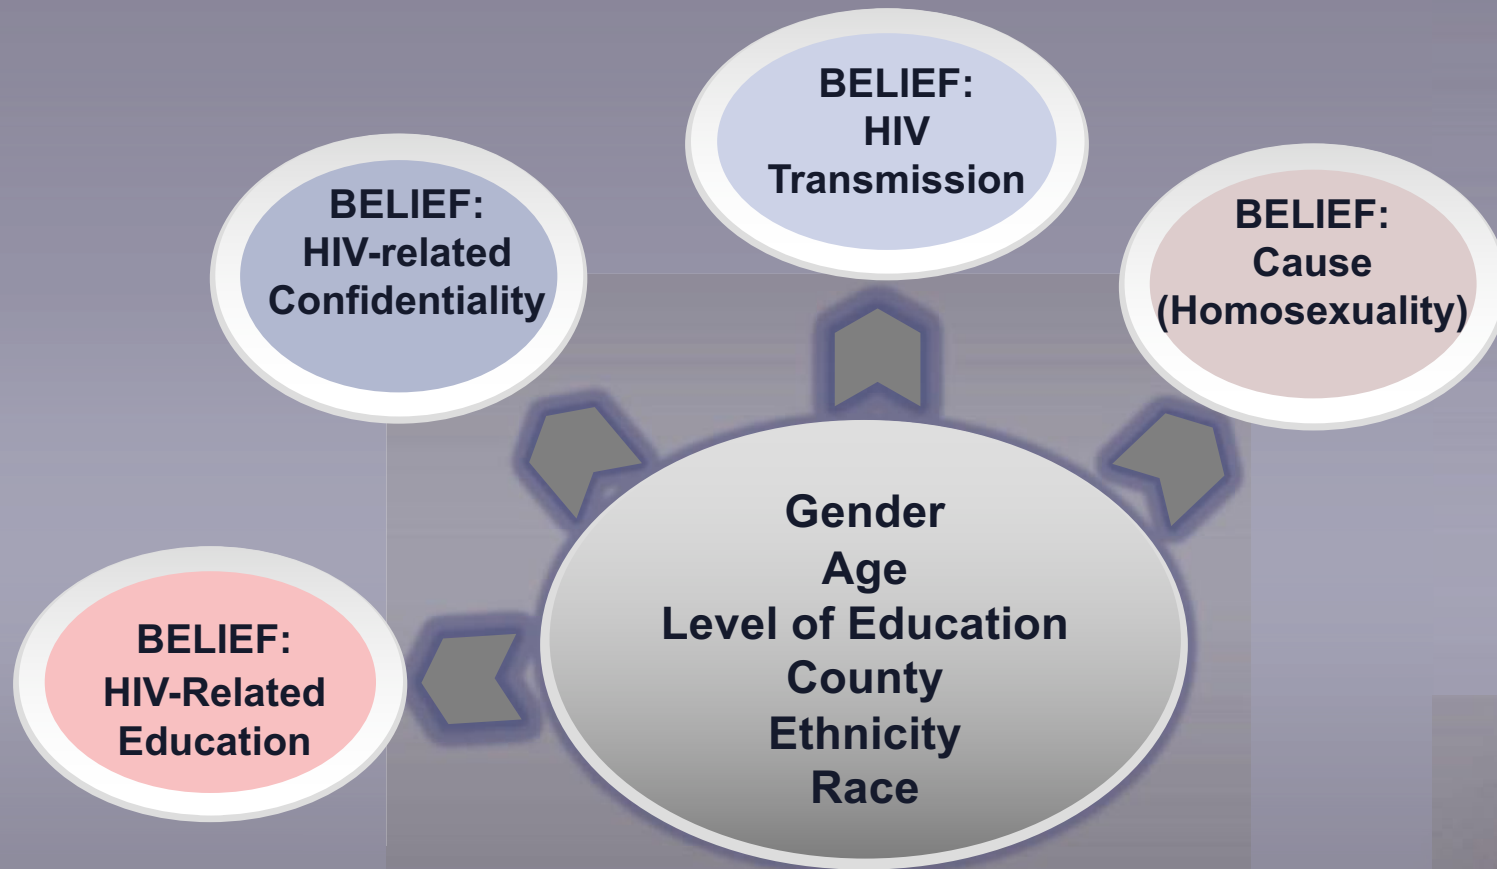 BELIEF:
HIV
Transmission
BELIEF:
HIV-related
Confidentiality
BELIEF:
Cause
(Homosexuality)
BELIEF:
HIV-Related
Education
Gender
Age
Level of Education
County
Ethnicity
Race